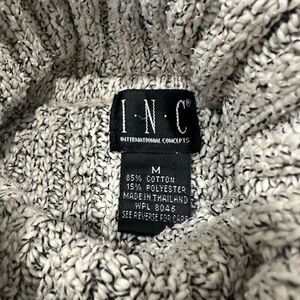 I·N·C®
INTERNATIONAL CONCEPTS
M
85% COTTON
15% POLYESTER
MADE IN THAILAND
WPL 8046
SEE REVERSE FOR CARE